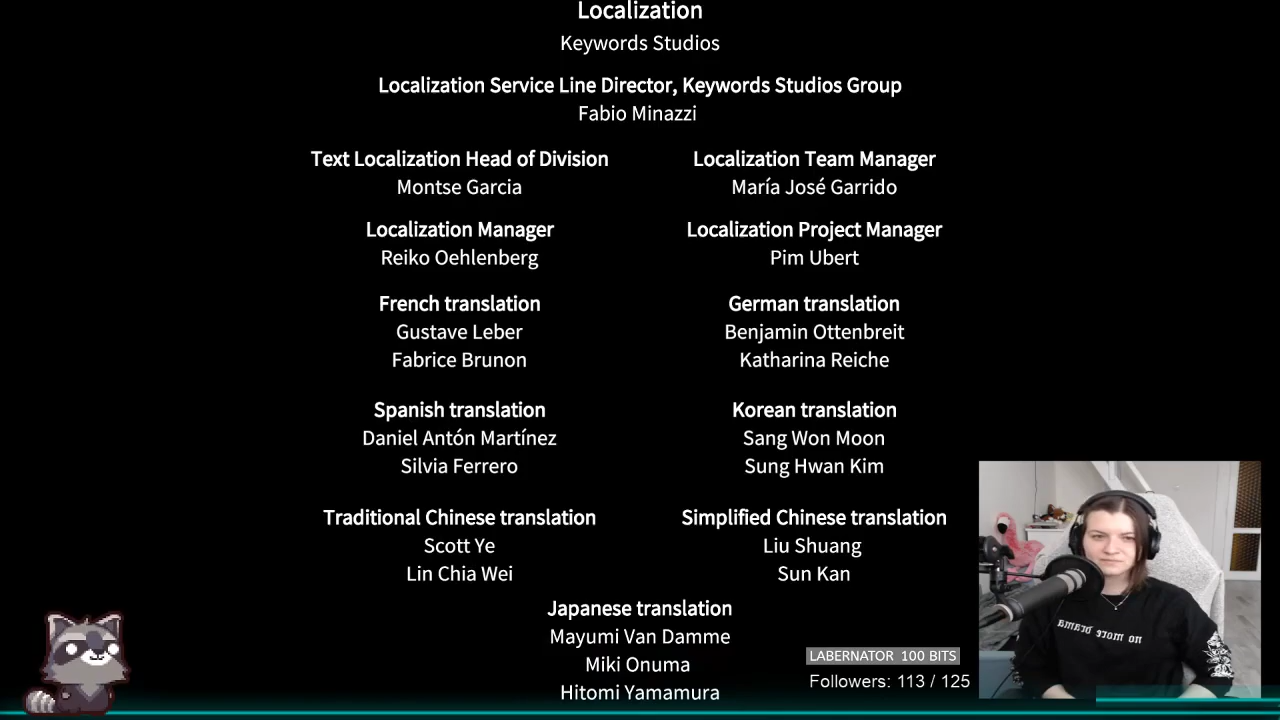 Localization
Keywords Studios
Localization Service Line Director, Keywords Studios Group
Fabio Minazzi
Text Localization Head of Division
Montse Garcia
Localization Team Manager
María José Garrido
Localization Manager
Reiko Oehlenberg
Localization Project Manager
Pim Ubert
French translation
Gustave Leber
Fabrice Brunon
German translation
Benjamin Ottenbreit
Katharina Reiche
Spanish translation
Daniel Antón Martínez
Silvia Ferrero
Korean translation
Sang Won Moon
Sung Hwan Kim
Traditional Chinese translation
Scott Ye
Lin Chia Wei
Simplified Chinese translation
Liu Shuang
Sun Kan
Japanese translation
Mayumi Van Damme
Miki Onuma
Hitomi Yamamura
LABERNATOR 100 BITS
Followers: 113 / 125
no more drama